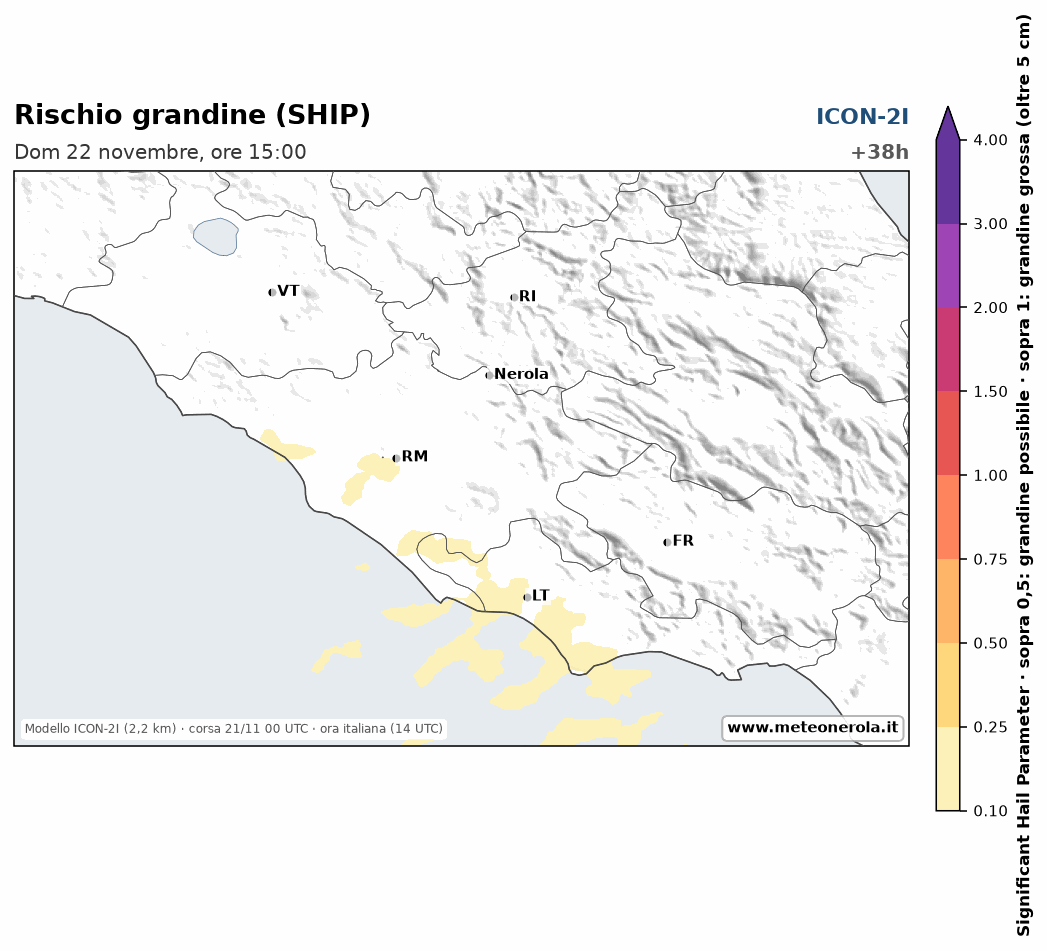 Rischio grandine (SHIP)
ICON-2I
Dom 22 novembre, ore 15:00
+38h
VT
RI
Nerola
RM
FR
LT
Modello ICON-2I (2,2 km) · corsa 21/11 00 UTC · ora italiana (14 UTC)
www.meteonerola.it
4.00
3.00
2.00
1.50
1.00
0.75
0.50
0.25
0.10
Significant Hail Parameter · sopra 0,5: grandine possibile · sopra 1: grandine grossa (oltre 5 cm)